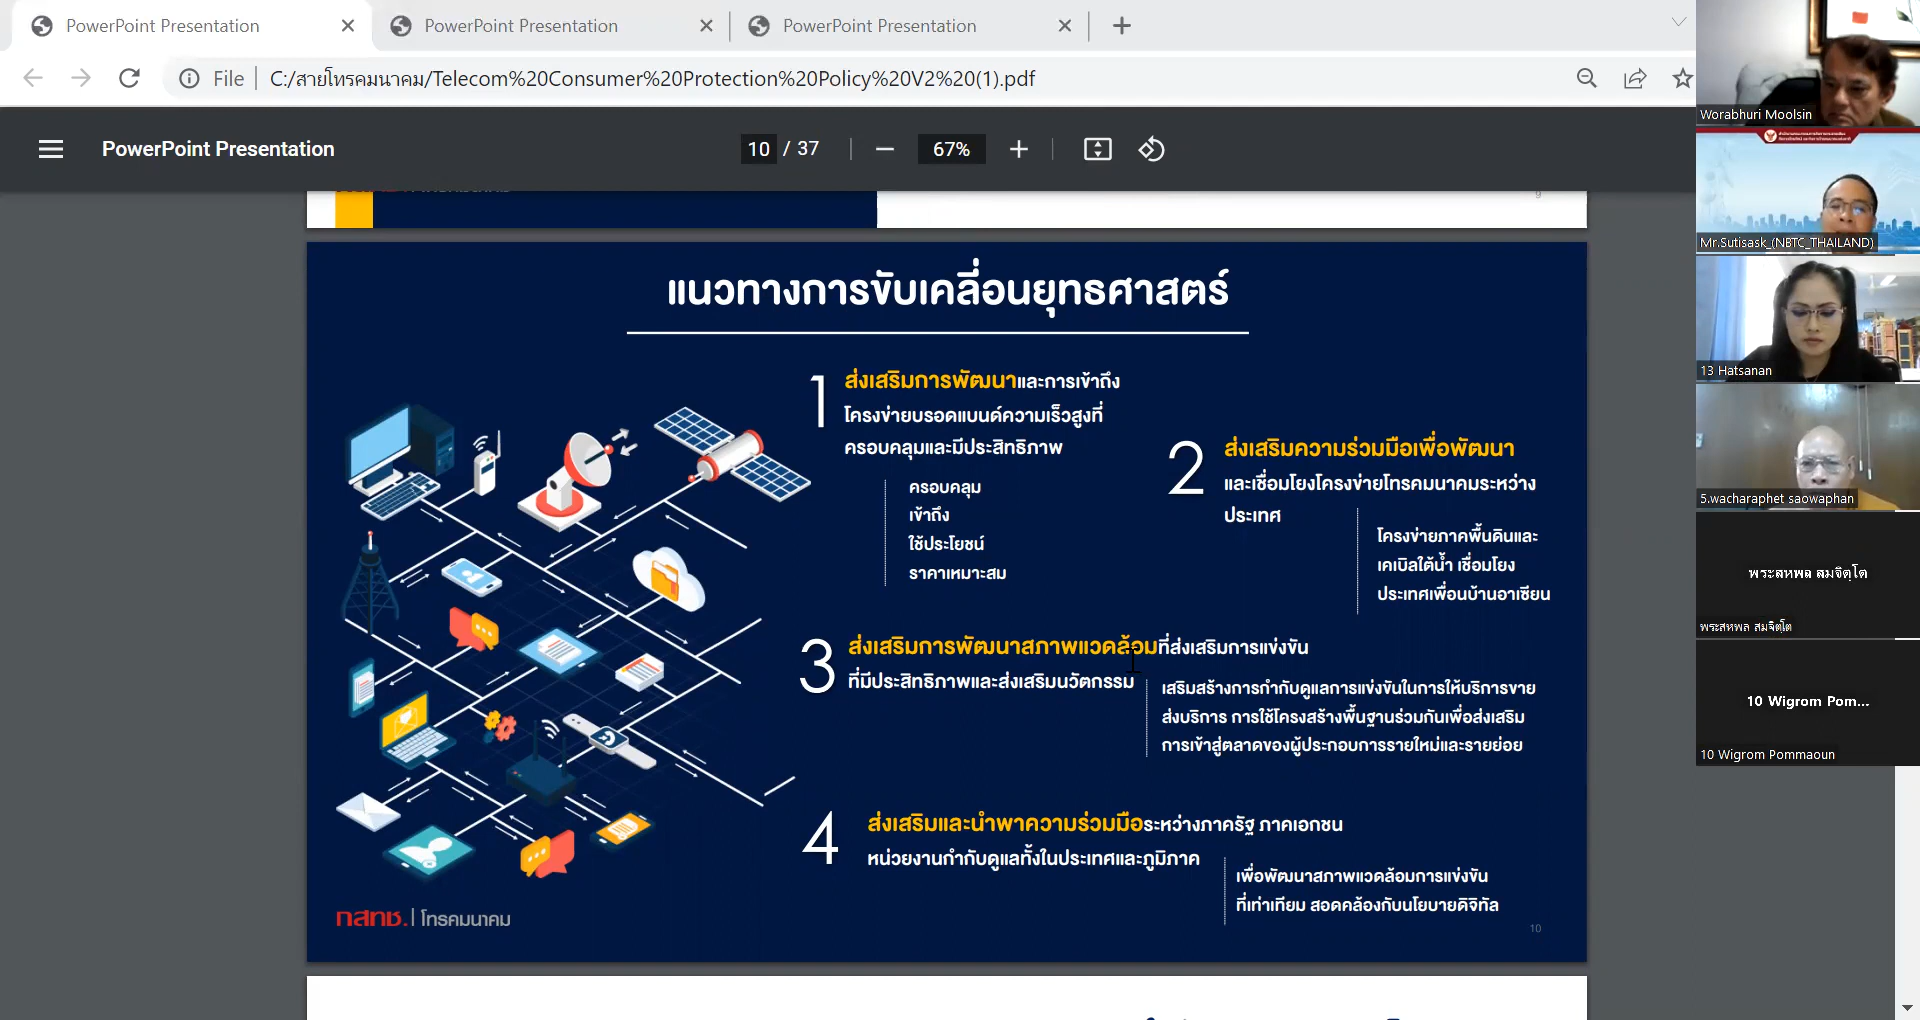 PowerPoint Presentation
PowerPoint Presentation
PowerPoint Presentation
File
C:/สายโทรคมนาคม/Telecom%20Consumer%20Protection%20Policy%20V2%20(1).pdf
PowerPoint Presentation
10 / 37
67%
9
แนวทางการขับเคลื่อนยุทธศาสตร์
1
ส่งเสริมการพัฒนาและการเข้าถึง
โครงข่ายบรอดแบนด์ความเร็วสูงที่
ครอบคลุมและมีประสิทธิภาพ
ครอบคลุม
เข้าถึง
ใช้ประโยชน์
ราคาเหมาะสม
2
ส่งเสริมความร่วมมือเพื่อพัฒนา
และเชื่อมโยงโครงข่ายโทรคมนาคมระหว่าง
ประเทศ
โครงข่ายภาคพื้นดินและ
เคเบิลใต้น้ำ เชื่อมโยง
ประเทศเพื่อนบ้านอาเซียน
3
ส่งเสริมการพัฒนาสภาพแวดล้อมที่ส่งเสริมการแข่งขัน
ที่มีประสิทธิภาพและส่งเสริมนวัตกรรม
เสริมสร้างการกำกับดูแลการแข่งขันในการให้บริการขาย
ส่งบริการ การใช้โครงสร้างพื้นฐานร่วมกันเพื่อส่งเสริม
การเข้าสู่ตลาดของผู้ประกอบการรายใหม่และรายย่อย
4
ส่งเสริมและนำพาความร่วมมือระหว่างภาครัฐ ภาคเอกชน
หน่วยงานกำกับดูแลทั้งในประเทศและภูมิภาค
เพื่อพัฒนาสภาพแวดล้อมการแข่งขัน
ที่เท่าเทียม สอดคล้องกับนโยบายดิจิทัล
กสทช. | โทรคมนาคม
10
Worabhuri Moolsin
Mr.Sutisask_(NBTC_THAILAND)
13 Hatsanan
5.wacharaphet saowaphan
พระสหพล สมจิตฺโต
พระสหพล สมจิตฺโต
10 Wigrom Pom...
10 Wigrom Pommaoun